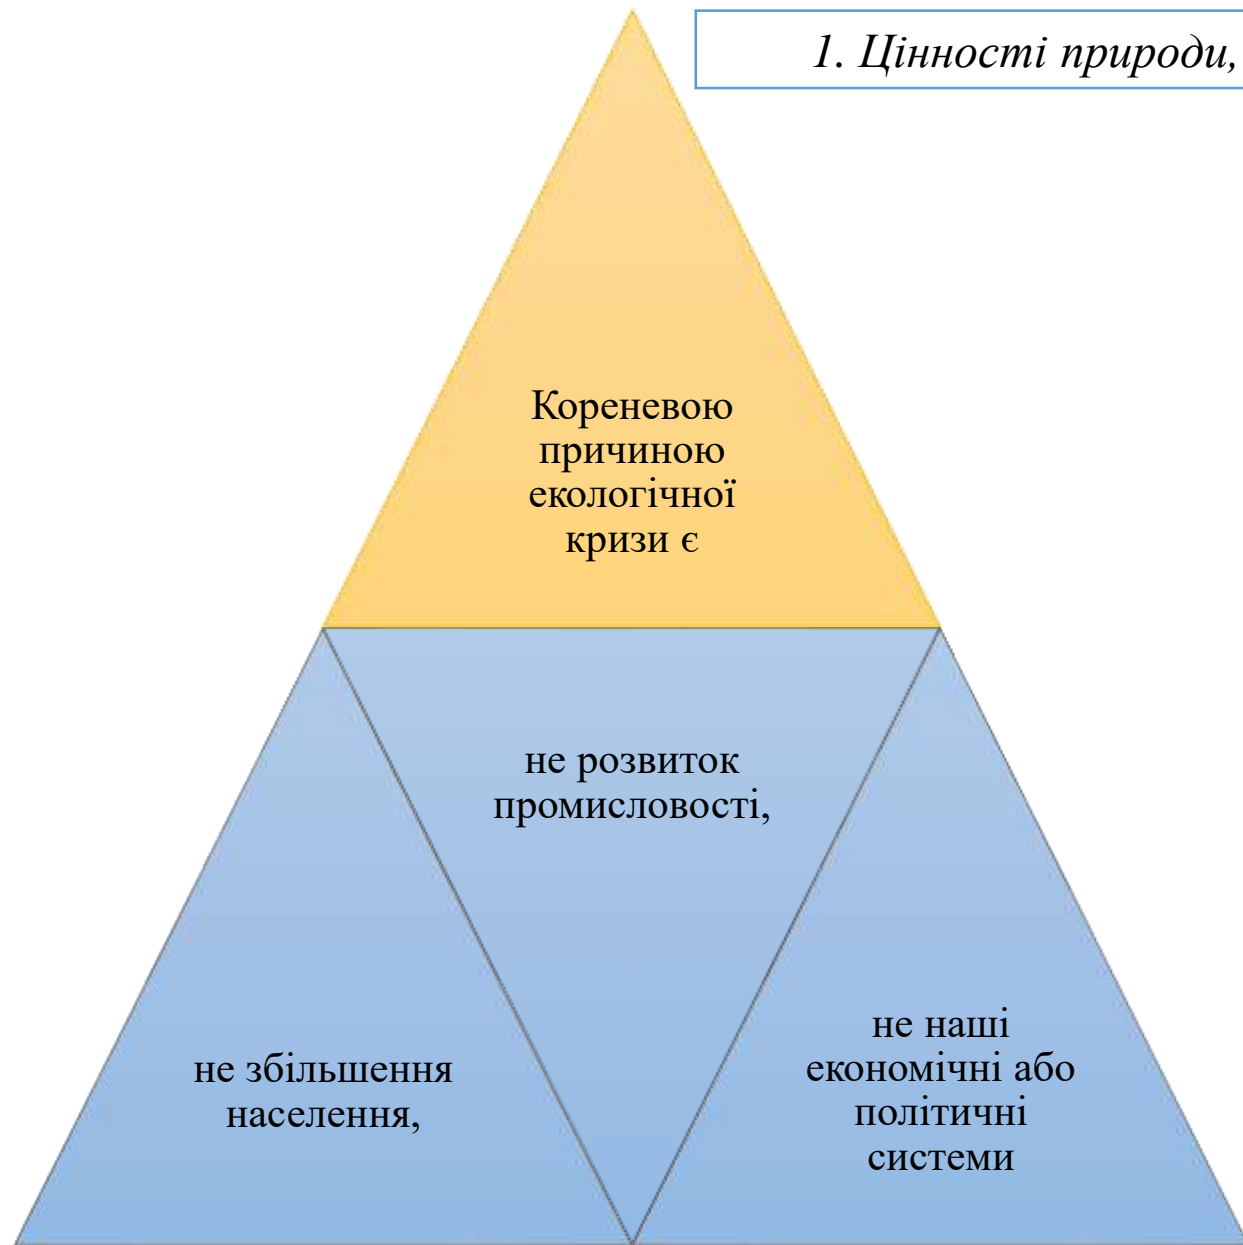 1. Цінності природи,
Кореневою
причиною
екологічної
кризи є
не розвиток
промисловості,
не збільшення
населення,
не наші
економічні або
політичні
системи